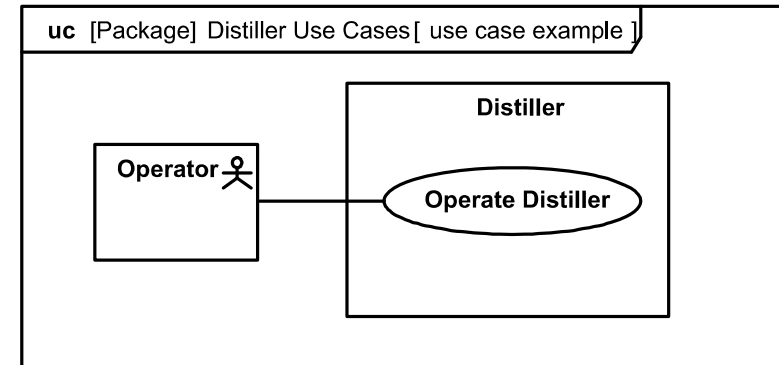 uc [Package] Distiller Use Cases [ use case example ]
Distiller
Operator
Operate Distiller